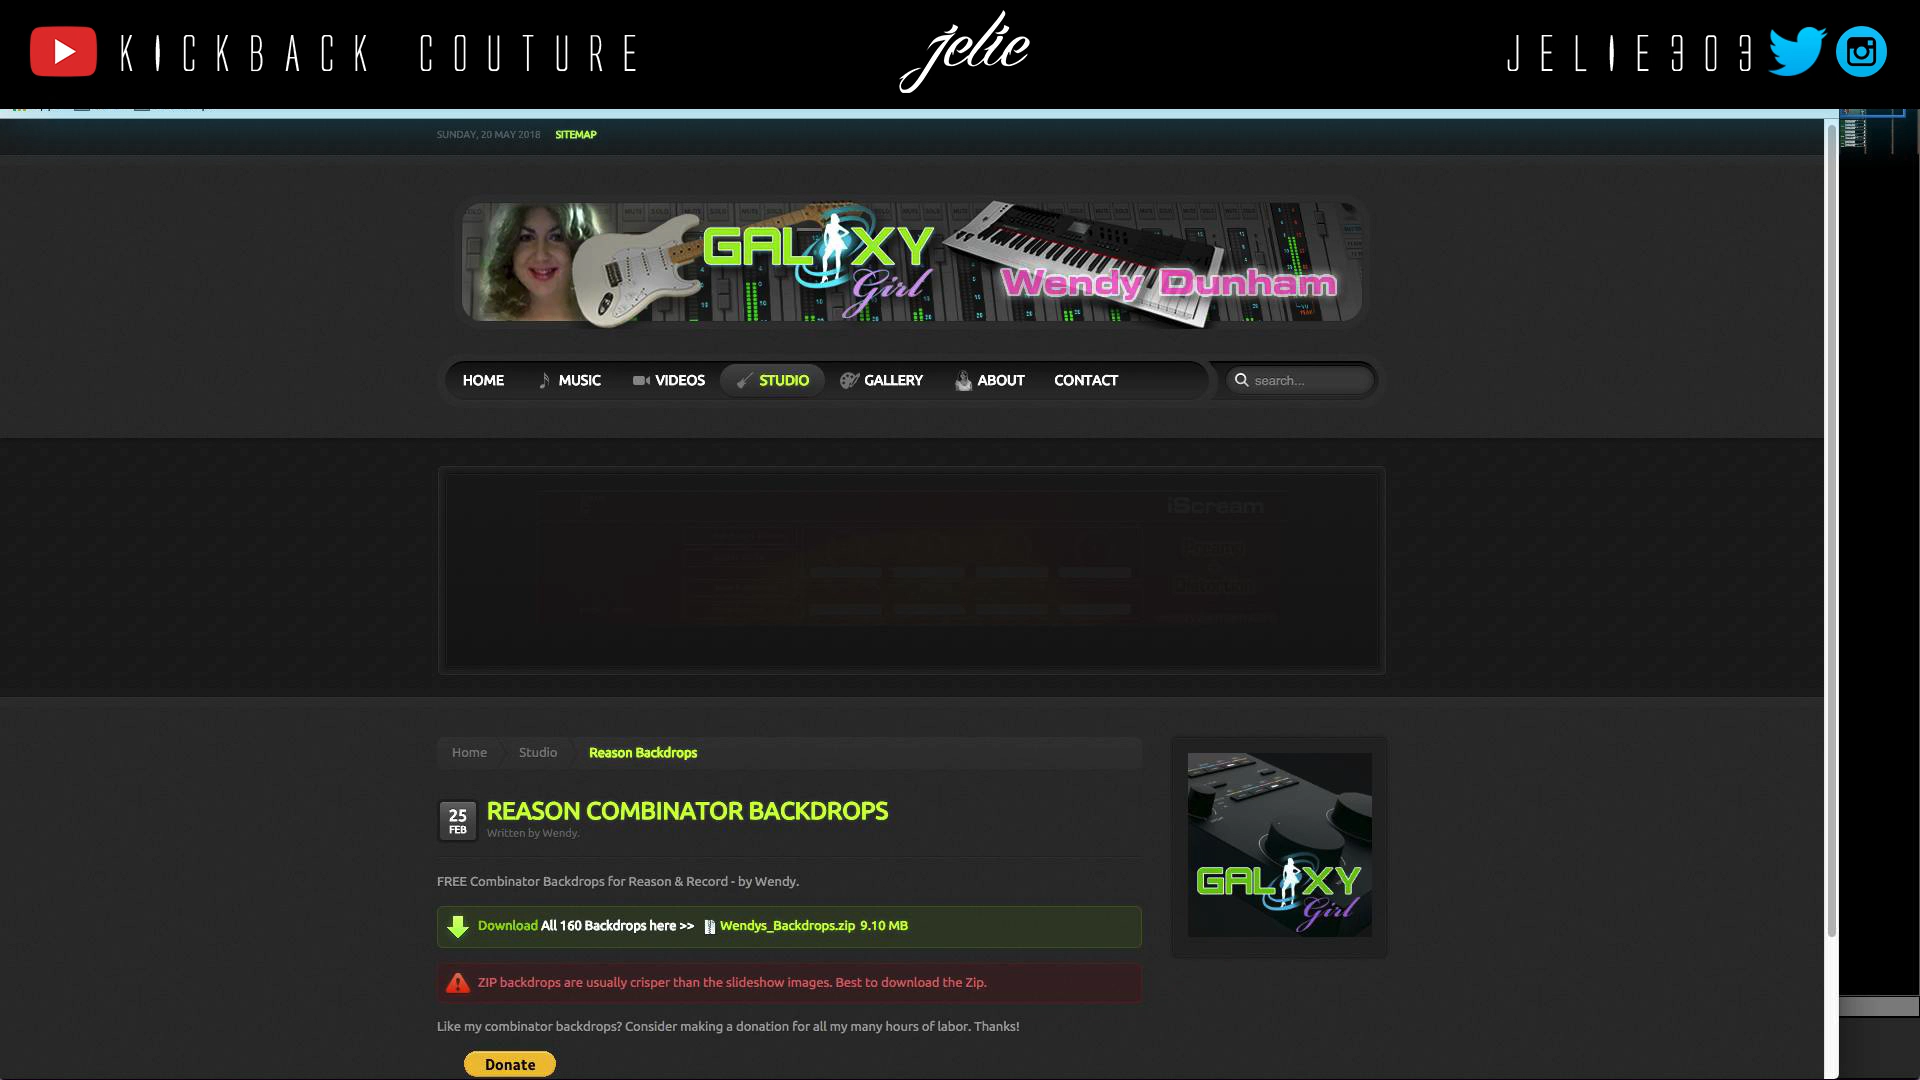 KICKBACK COUTURE
jelie
JELIE303
SUNDAY, 20 MAY 2018 SITEMAP
GALAXY
Girl
Wendy Dunham
HOME MUSIC VIDEOS STUDIO GALLERY ABOUT CONTACT search...
iScream
Preamp
Distortion
Home Studio Reason Backdrops
25
FEB
REASON COMBINATOR BACKDROPS
Written by Wendy.
FREE Combinator Backdrops for Reason & Record - by Wendy.
Download All 160 Backdrops here >> Wendys_Backdrops.zip 9.10 MB
ZIP backdrops are usually crisper than the slideshow images. Best to download the Zip.
Like my combinator backdrops? Consider making a donation for all my many hours of labor. Thanks!
Donate
GALAXY
Girl